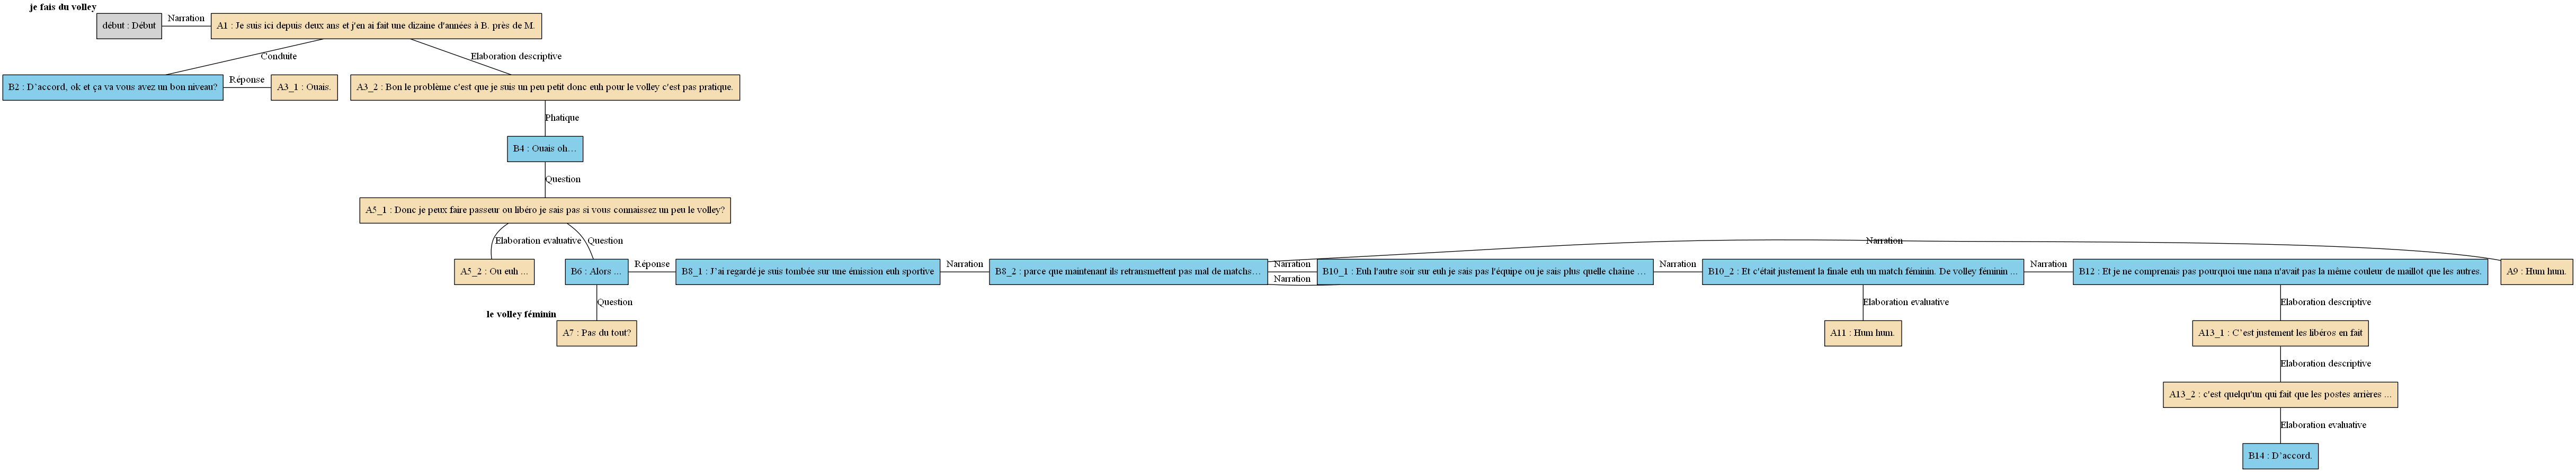 je fais du volley
début : Début
Narration
A1 : Je suis ici depuis deux ans et j'en ai fait une dizaine d'années à B. près de M.
Conduite
Elaboration descriptive
B2 : D’accord, ok et ça va vous avez un bon niveau?
Réponse
A3_1 : Ouais.
A3_2 : Bon le problème c'est que je suis un peu petit donc euh pour le volley c'est pas pratique.
Phatique
B4 : Ouais oh…
Question
A5_1 : Donc je peux faire passeur ou libéro je sais pas si vous connaissez un peu le volley?
Elaboration evaluative
Question
Narration
A5_2 : Ou euh ...
B6 : Alors ...
Réponse
B8_1 : J’ai regardé je suis tombée sur une émission euh sportive
Narration
B8_2 : parce que maintenant ils retransmettent pas mal de matchs…
Narration
Narration
B10_1 : Euh l'autre soir sur euh je sais pas l'équipe ou je sais plus quelle chaîne …
Narration
B10_2 : Et c'était justement la finale euh un match féminin. De volley féminin ...
Narration
B12 : Et je ne comprenais pas pourquoi une nana n'avait pas la même couleur de maillot que les autres.
A9 : Hum hum.
Question
Elaboration evaluative
Elaboration descriptive
le volley féminin
A7 : Pas du tout?
A11 : Hum hum.
A13_1 : C’est justement les libéros en fait
Elaboration descriptive
A13_2 : c'est quelqu'un qui fait que les postes arrières ...
Elaboration evaluative
B14 : D’accord.